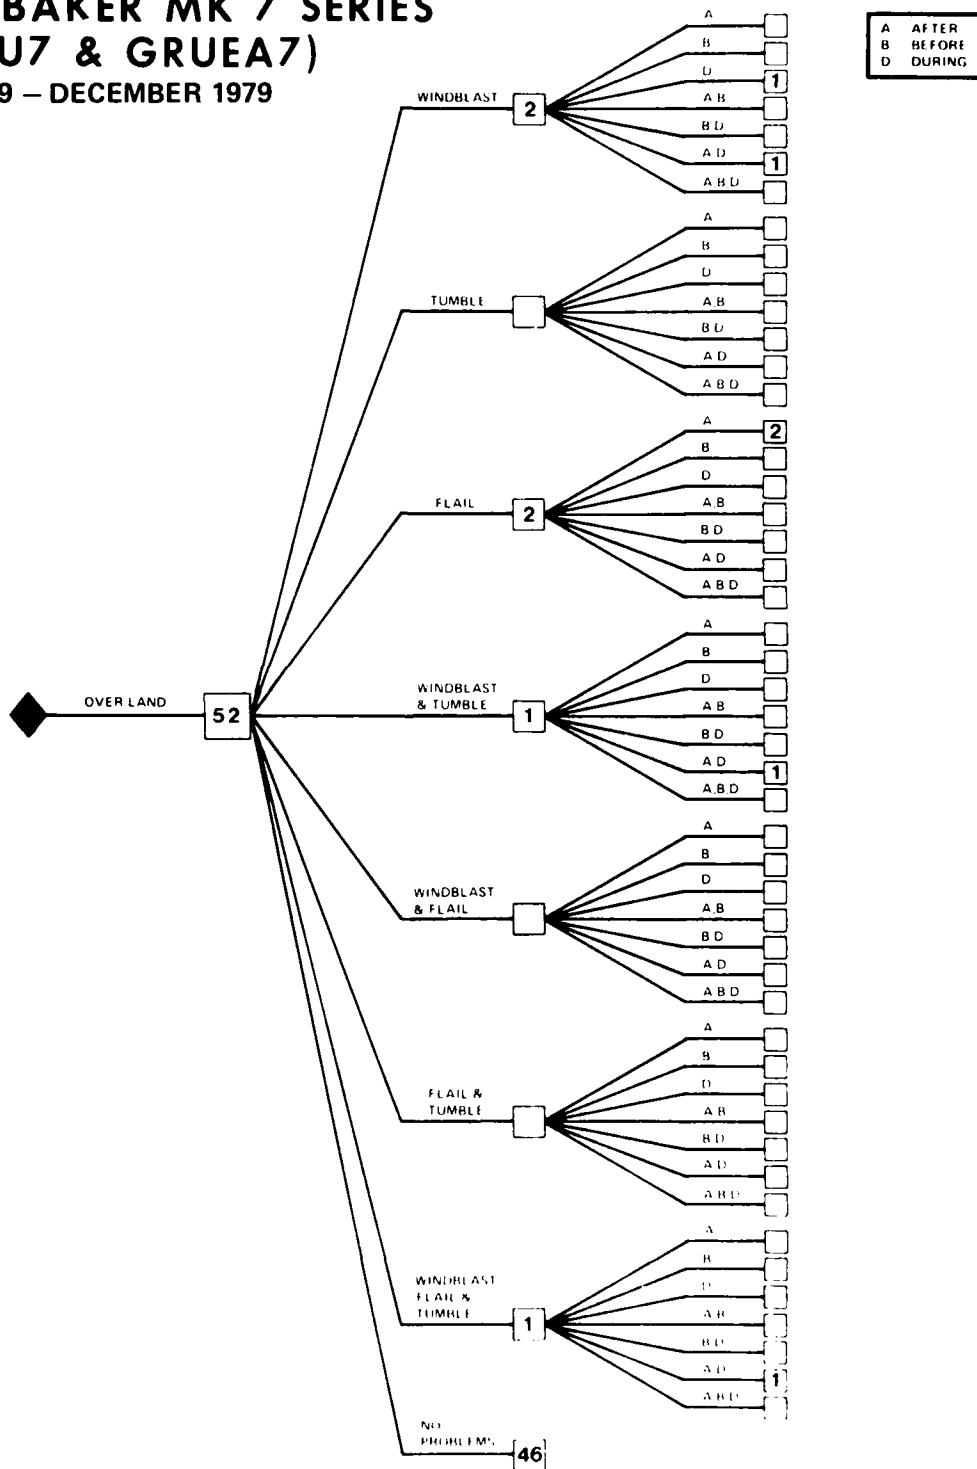 BAKER MK 7 SERIES
U7 & GRUEA7)
9 – DECEMBER 1979
A AFTER
B BEFORE
D DURING
OVER LAND
52
WINDBLAST
2
A
B
D
1
A B
B D
A D
1
A B D
TUMBLE
A
B
D
A,B
B D
A D
A B D
FLAIL
2
A
2
B
D
A,B
B D
A D
A B D
WINDBLAST
& TUMBLE
1
A
B
D
A B
B D
A D
1
A,B,D
WINDBLAST
& FLAIL
A
B
D
A,B
B D
A D
A B D
FLAIL &
TUMBLE
A
B
D
A B
B D
A D
A B D
WINDBLAST
FLAIL &
TUMBLE
1
A
B
D
A B
B D
A D
1
A B D
NO
PROBLEMS
46